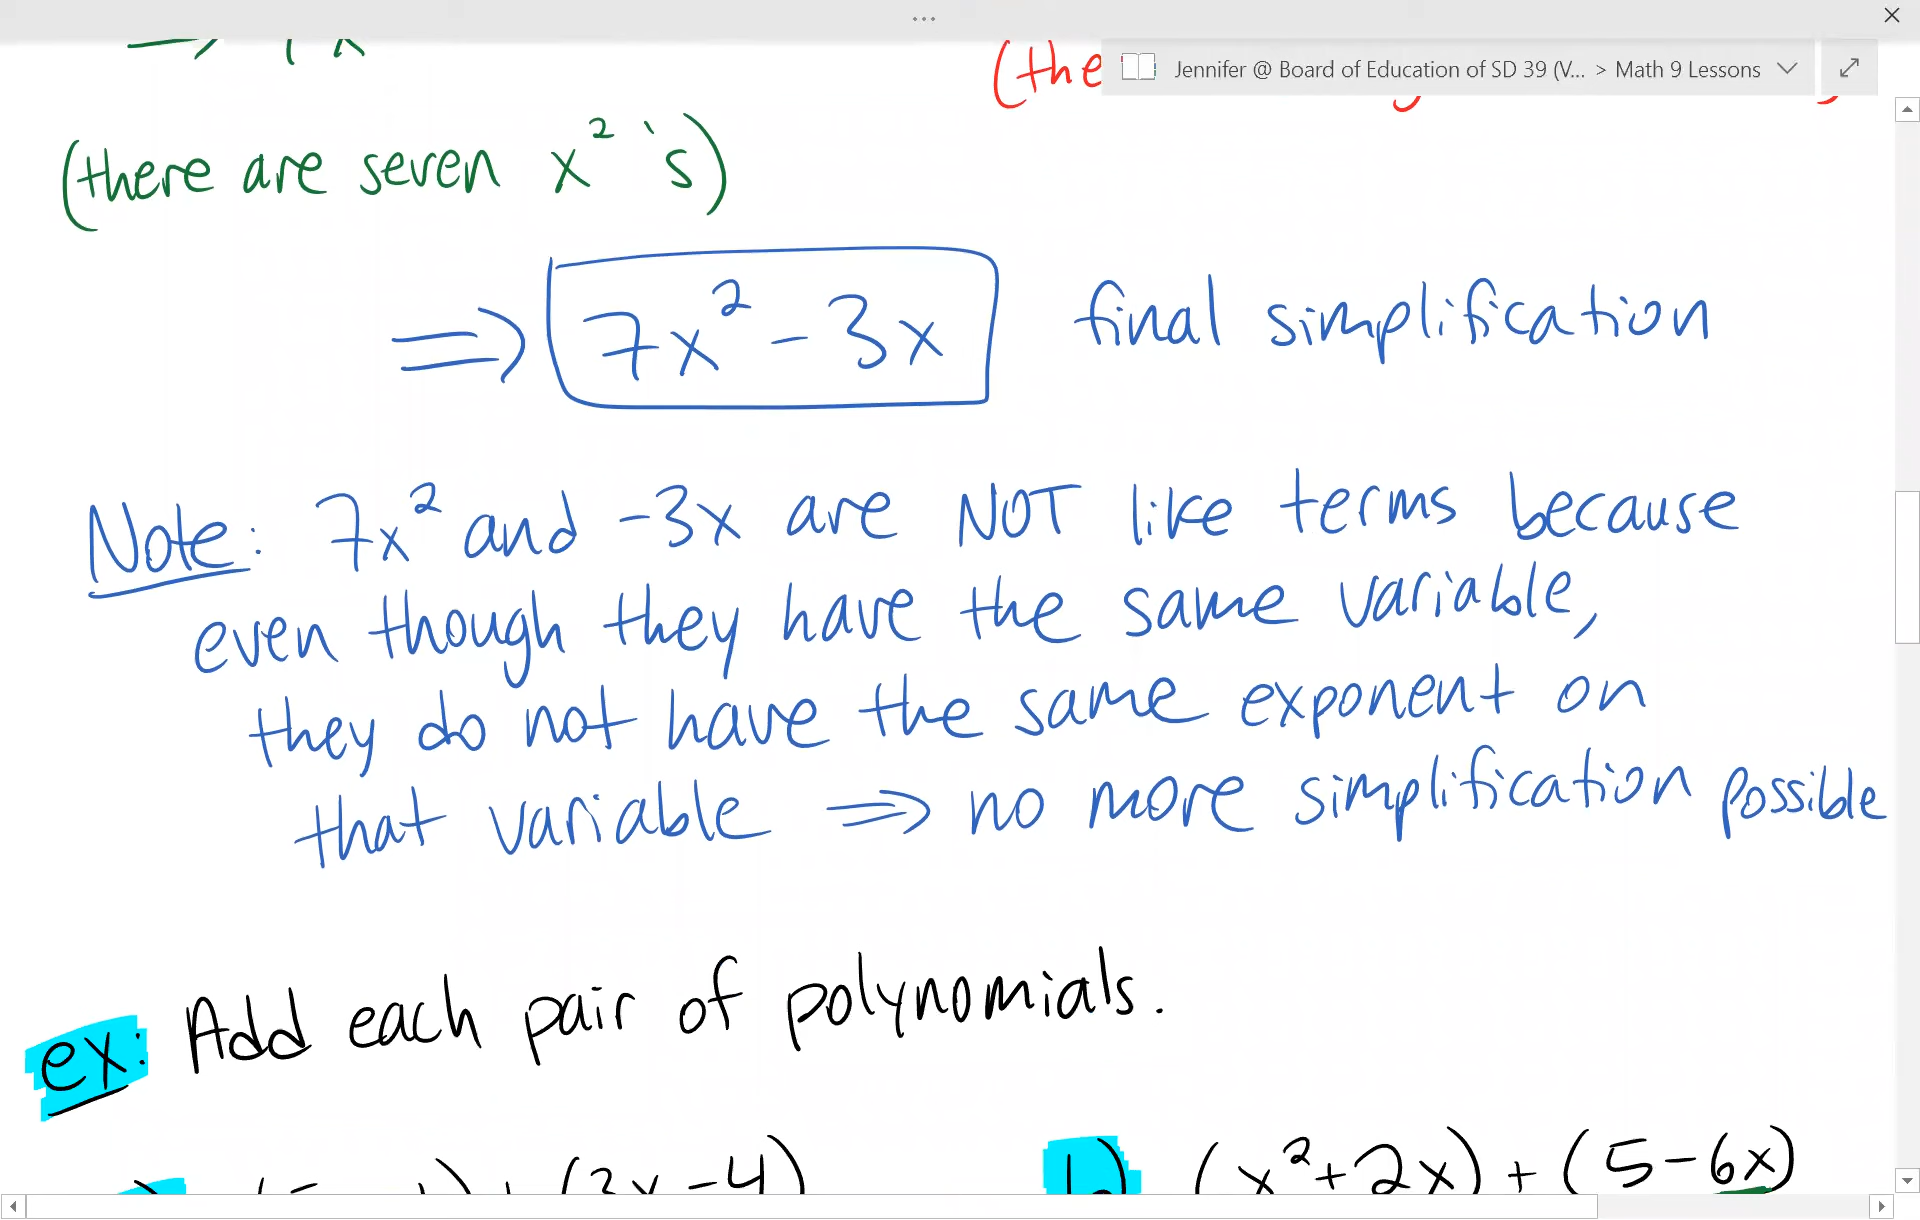 (the
Jennifer @ Board of Education of SD 39 (V... > Math 9 Lessons
(there are seven x²'s)
⇒ 7x² - 3x final simplification
Note: 7x² and -3x are NOT like terms because
even though they have the same variable,
they do not have the same exponent on
that variable ⇒ no more simplification possible
ex: Add each pair of polynomials.
-4)
b) (x²+2x) + (5-6x)